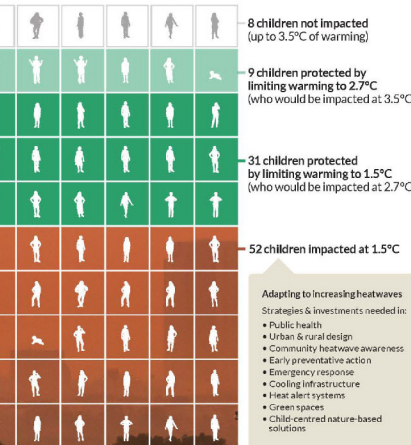 8 children not impacted
(up to 3.5°C of warming)
9 children protected by
limiting warming to 2.7°C
(who would be impacted at 3.5°C)
31 children protected
by limiting warming to 1.5°C
(who would be impacted at 2.7°C)
52 children impacted at 1.5°C
Adapting to increasing heatwaves
Strategies & investments needed in:
• Public health
• Urban & rural design
• Community heatwave awareness
• Early preventative action
• Emergency response
• Cooling infrastructure
• Heat alert systems
• Green spaces
• Child-centred nature-based
solutions